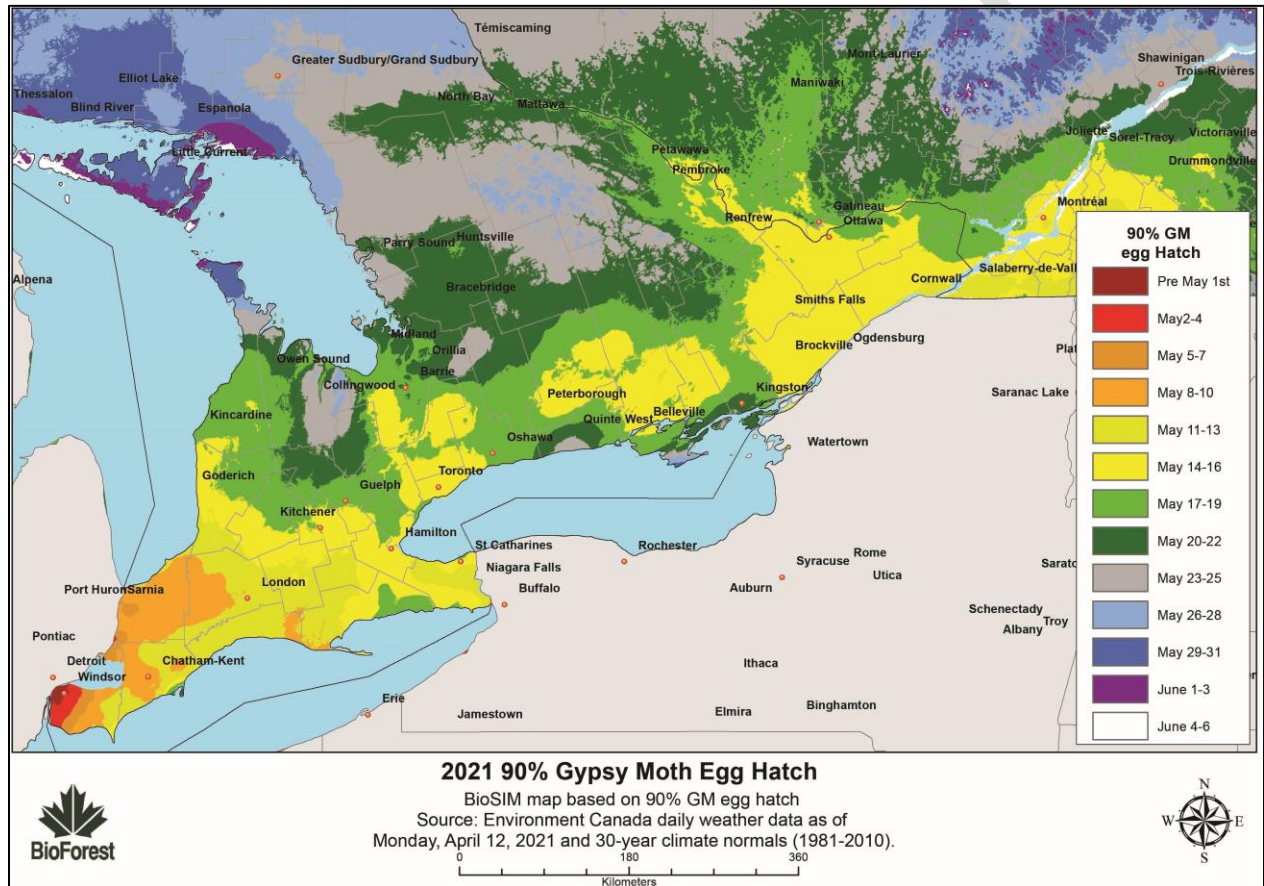 Témiscaming
Mont-Laurier
Shawinigan
Greater Sudbury/Grand Sudbury
Trois-Rivières
Elliot Lake
Maniwaki
Thessalon
Blind River
Espanola
North Bay
Mattawa
Joliette
Sorel-Tracy
Victoriaville
Little Current
Petawawa
Drummondville
Pembroke
Renfrew
Gatineau
Ottawa
Montréal
Parry Sound
Huntsville
Alpena
Bracebridge
Cornwall
Salaberry-de-Vall
Smiths Falls
Midland
Orillia
Brockville
Ogdensburg
Owen Sound
Barrie
Plat
Collingwood
Kingston
Saranac Lake
Peterborough
Kincardine
Belleville
Quinte West
Oshawa
Watertown
Goderich
Toronto
Guelph
Kitchener
Hamilton
St Catharines
Rochester
Rome
Syracuse
Sarato
Niagara Falls
Utica
London
Port Huron
Sarnia
Buffalo
Auburn
Schenectady
Troy
Albany
Pontiac
Detroit
Chatham-Kent
Windsor
Ithaca
Erie
Jamestown
Elmira
Binghamton
90% GM
egg Hatch
Pre May 1st
May2-4
May 5-7
May 8-10
May 11-13
May 14-16
May 17-19
May 20-22
May 23-25
May 26-28
May 29-31
June 1-3
June 4-6
2021 90% Gypsy Moth Egg Hatch
BioSIM map based on 90% GM egg hatch
Source: Environment Canada daily weather data as of
Monday, April 12, 2021 and 30-year climate normals (1981-2010).
0 180 360
Kilometers
BioForest
N
W E
S